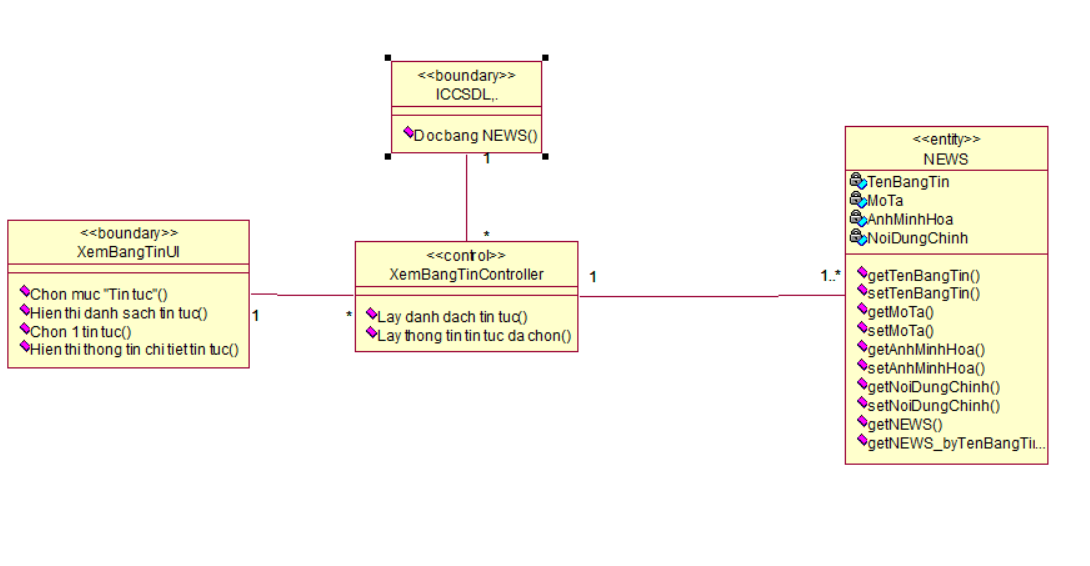 <<boundary>>
ICCSDL,.
Docbang NEWS()
1
*
<<boundary>>
XemBangTinUI
Chon muc "Tin tuc"()
Hien thi danh sach tin tuc()
Chon 1 tin tuc()
Hien thi thong tin chi tiet tin tuc()
1
*
<<control>>
XemBangTinController
Lay danh dach tin tuc()
Lay thong tin tin tuc da chon()
1
1..*
<<entity>>
NEWS
TenBangTin
MoTa
AnhMinhHoa
NoiDungChinh
getTenBangTin()
setTenBangTin()
getMoTa()
setMoTa()
getAnhMinhHoa()
setAnhMinhHoa()
getNoiDungChinh()
setNoiDungChinh()
getNEWS()
getNEWS_byTenBangTi...